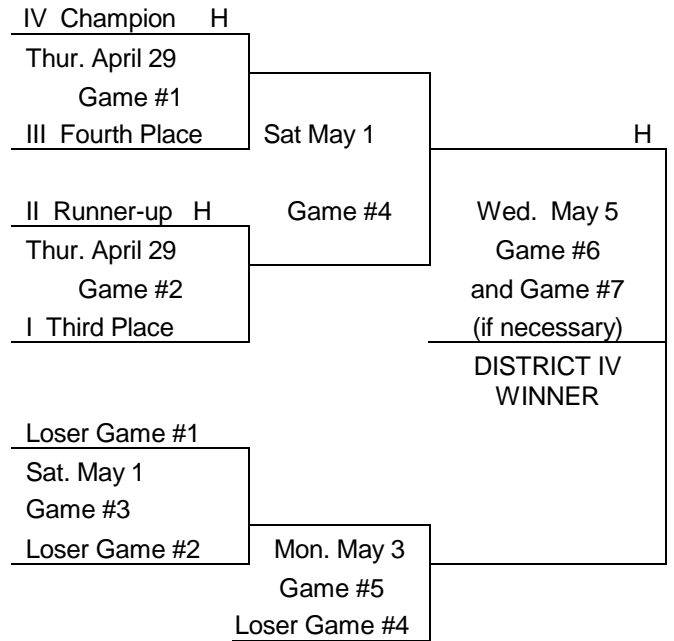 IV Champion H
Thur. April 29
Game #1
III Fourth Place
Sat May 1
H
II Runner-up H
Game #4
Wed. May 5
Thur. April 29
Game #6
Game #2
and Game #7
I Third Place
(if necessary)
DISTRICT IV
WINNER
Loser Game #1
Sat. May 1
Game #3
Loser Game #2
Mon. May 3
Game #5
Loser Game #4